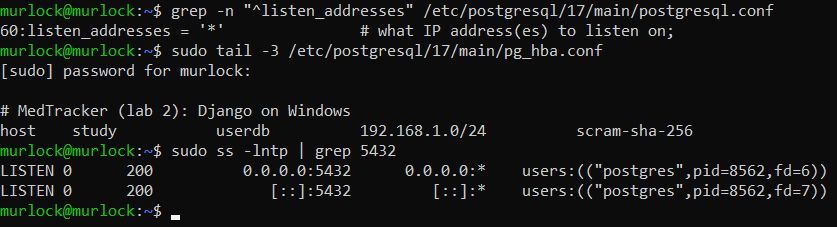 murlock@murlock:~$ grep -n "^listen_addresses" /etc/postgresql/17/main/postgresql.conf
60:listen_addresses = '*'                  # what IP address(es) to listen on;
murlock@murlock:~$ sudo tail -3 /etc/postgresql/17/main/pg_hba.conf
[sudo] password for murlock:
# MedTracker (lab 2): Django on Windows
host    study           userdb          192.168.1.0/24          scram-sha-256
murlock@murlock:~$ sudo ss -lntp | grep 5432
LISTEN 0      200          0.0.0.0:5432      0.0.0.0:*    users:(("postgres",pid=8562,fd=6))
LISTEN 0      200             [::]:5432         [::]:*    users:(("postgres",pid=8562,fd=7))
murlock@murlock:~$